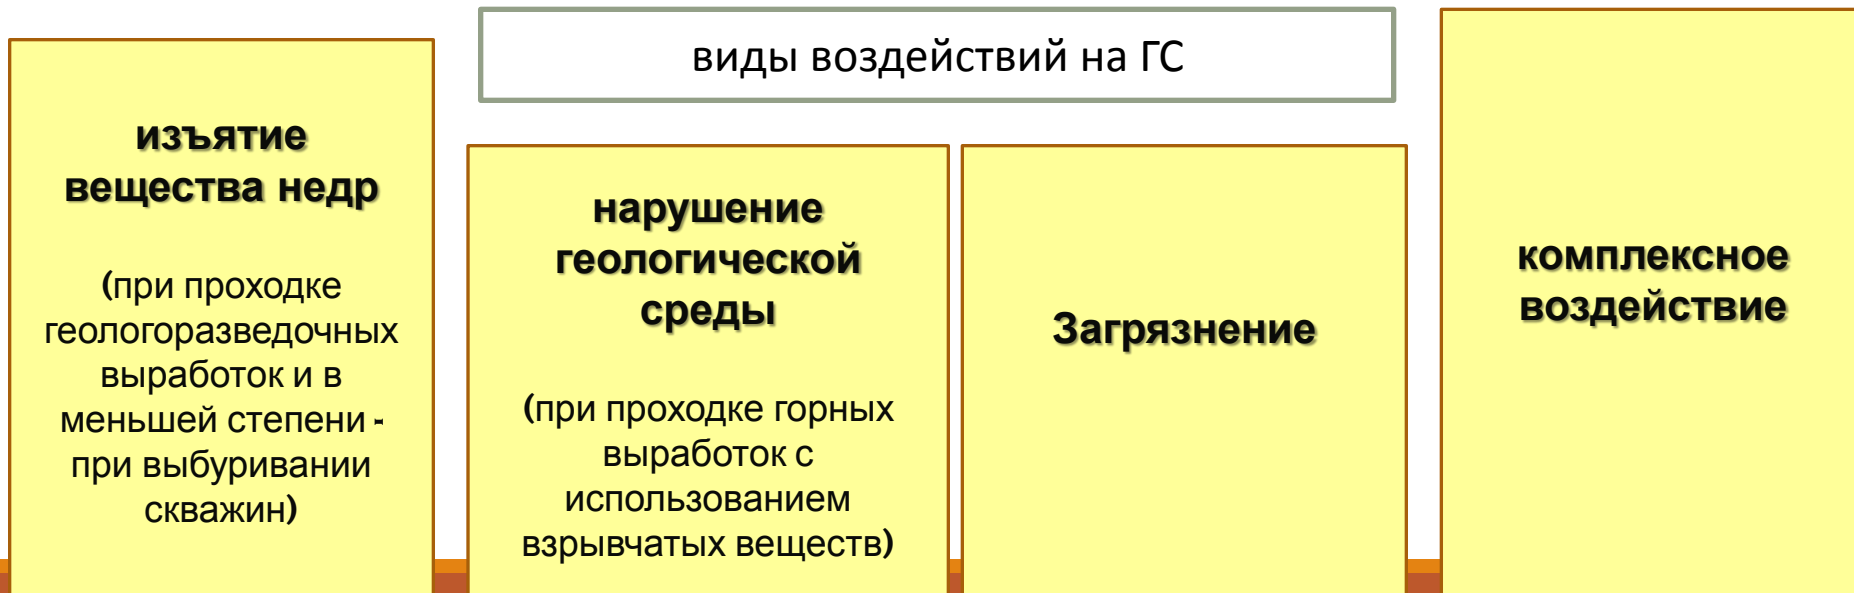 виды воздействий на ГС
изъятие
вещества недр
(при проходке
геологоразведочных
выработок и в
меньшей степени -
при выбуривании
скважин)
нарушение
геологической
среды
(при проходке горных
выработок с
использованием
взрывчатых веществ)
Загрязнение
комплексное
воздействие